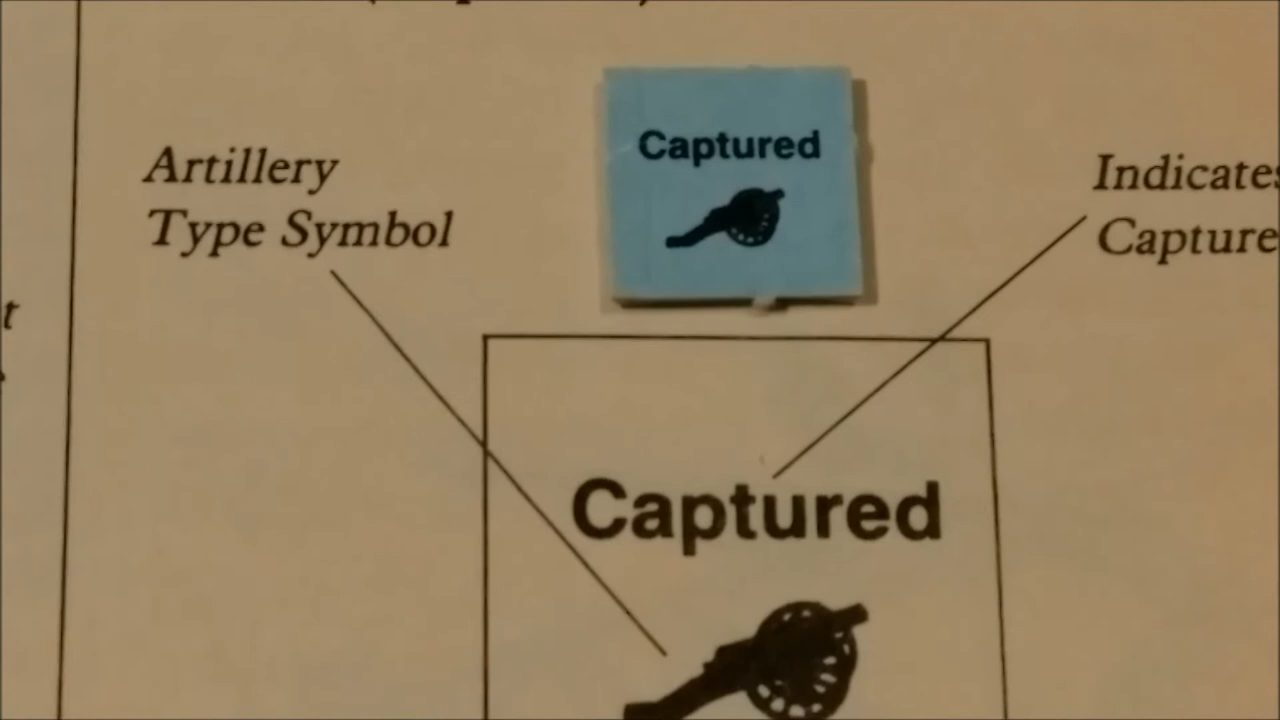 Captured
Artillery
Type Symbol
Indicates
Capture
Captured
t